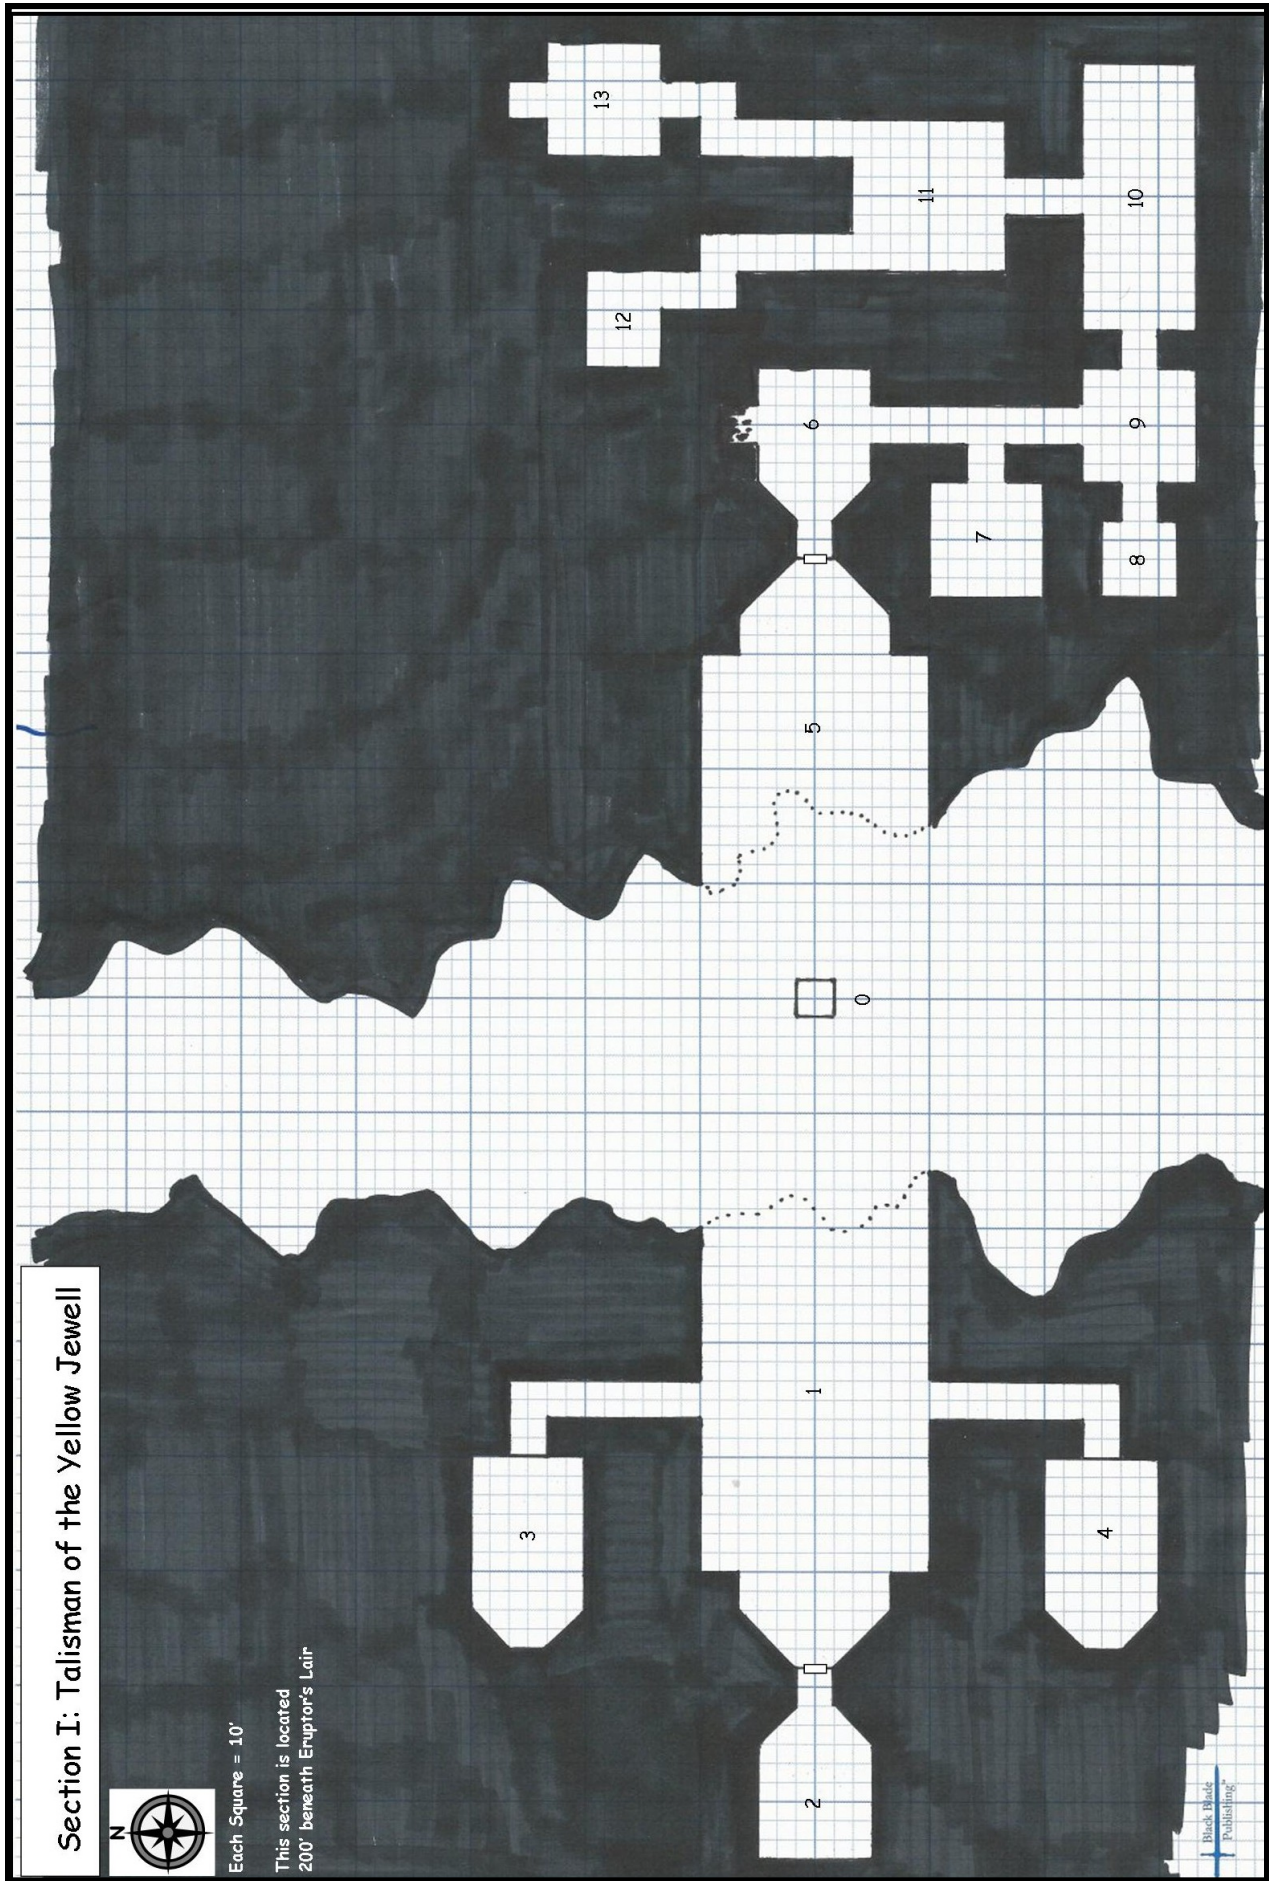 Section I: Talisman of the Yellow Jewell
N
Each Square = 10'
This section is located
200' beneath Eruptor's Lair
13
12
11
10
6
9
7
8
5
0
1
3
4
2
Black Blade
Publishing™